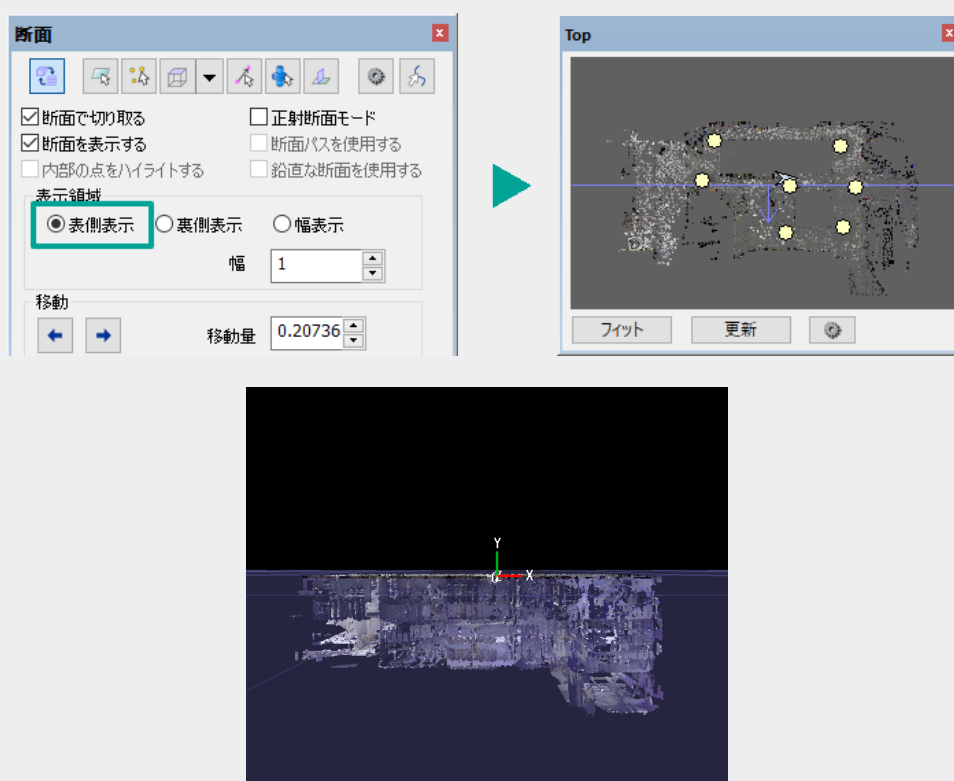 断面
断面で切り取る
正射断面モード
断面を表示する
断面パスを使用する
内部の点をハイライトする
鉛直な断面を使用する
表示領域
表側表示
裏側表示
幅表示
幅
1
移動
移動量
0.20736
Top
フィット
更新
Y
X